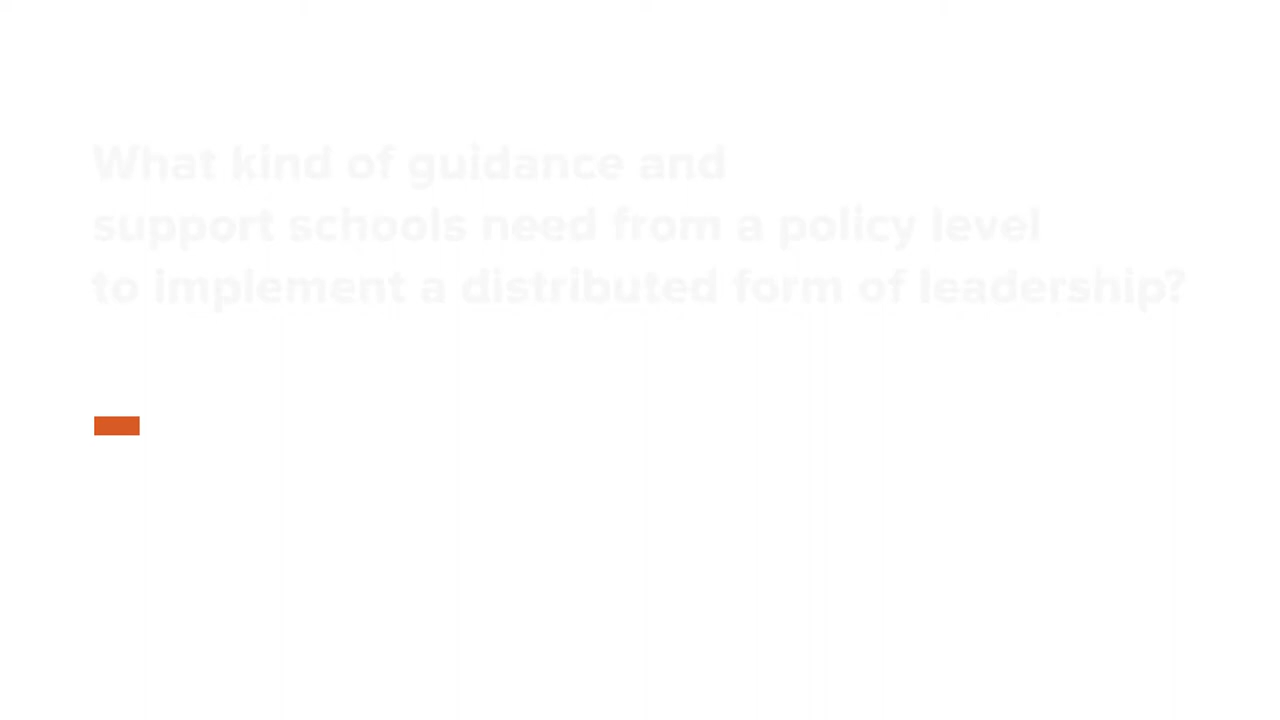 What kind of guidance and
support schools need from a policy level
to implement a distributed form of leadership?